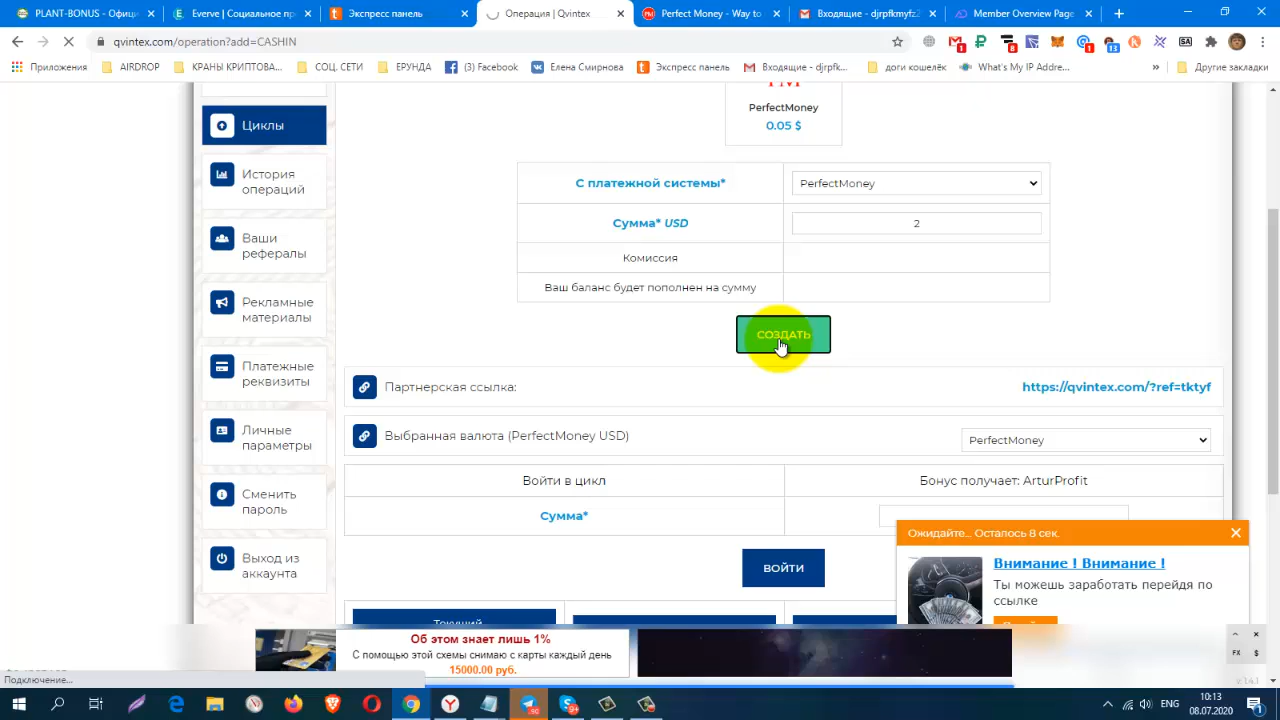 PLANT-BONUS - Офиц
Everve | Социальное пр
Экспресс панель
Операция | Qvintex
Perfect Money - Way to
Входящие - djrpfkmyfz2
Member Overview Page
qvintex.com/operation?add=CASHIN
Приложения
AIRDROP
КРАНЫ КРИПТОВА...
СОЦ. СЕТИ
ЕРУНДА
(3) Facebook
Елена Смирнова
Экспресс панель
Входящие - djrpfk...
доги кошелёк
What's My IP Addre...
»
Другие закладки
PerfectMoney
0.05 $
Циклы
История
операций
Ваши
рефералы
Рекламные
материалы
Платежные
реквизиты
Личные
параметры
Сменить
пароль
Выход из
аккаунта
С платежной системы*
PerfectMoney
Сумма* USD
2
Комиссия
Ваш баланс будет пополнен на сумму
СОЗДАТЬ
Партнерская ссылка:
https://qvintex.com/?ref=tktyf
Выбранная валюта (PerfectMoney USD)
PerfectMoney
Войти в цикл
Бонус получает: ArturProfit
Сумма*
ВОЙТИ
Текущий
Ожидайте... Осталось 8 сек.
Внимание ! Внимание !
Ты можешь заработать перейдя по
ссылке
Об этом знает лишь 1%
С помощью этой схемы снимаю с карты каждый день
15000.00 руб.
FX $
Подключение...
ENG
10:13
08.07.2020